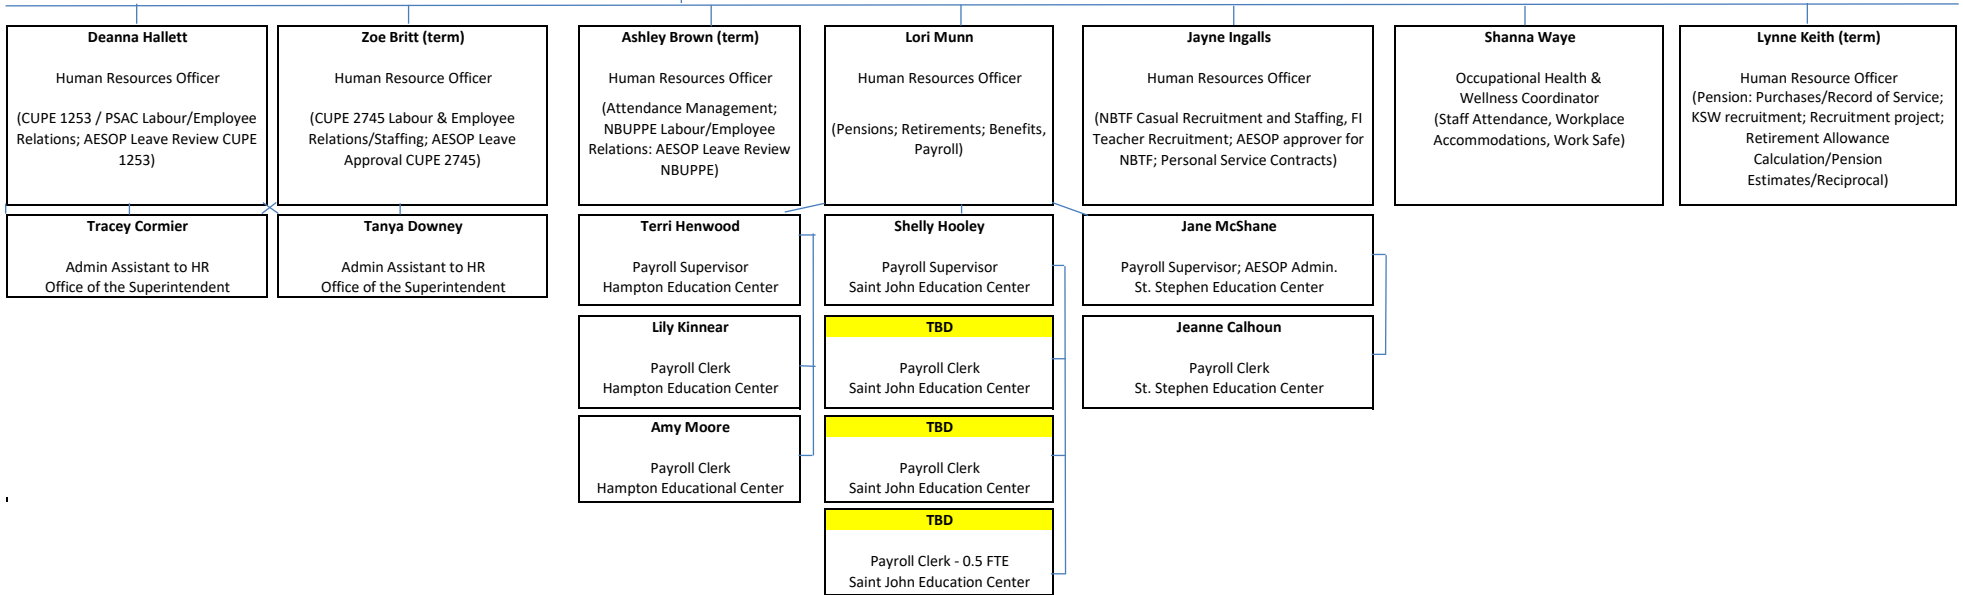 Deanna Hallett
Human Resources Officer
(CUPE 1253 / PSAC Labour/Employee
Relations; AESOP Leave Review CUPE
1253)
Zoe Britt (term)
Human Resource Officer
(CUPE 2745 Labour & Employee
Relations/Staffing; AESOP Leave
Approval CUPE 2745)
Ashley Brown (term)
Human Resources Officer
(Attendance Management;
NBUPPE Labour/Employee
Relations: AESOP Leave Review
NBUPPE)
Lori Munn
Human Resources Officer
(Pensions; Retirements; Benefits,
Payroll)
Jayne Ingalls
Human Resources Officer
(NBTF Casual Recruitment and Staffing, FI
Teacher Recruitment; AESOP approver for
NBTF; Personal Service Contracts)
Shanna Waye
Occupational Health &
Wellness Coordinator
(Staff Attendance, Workplace
Accommodations, Work Safe)
Lynne Keith (term)
Human Resource Officer
(Pension: Purchases/Record of Service;
KSW recruitment; Recruitment project;
Retirement Allowance
Calculation/Pension
Estimates/Reciprocal)
Tracey Cormier
Admin Assistant to HR
Office of the Superintendent
Tanya Downey
Admin Assistant to HR
Office of the Superintendent
Terri Henwood
Payroll Supervisor
Hampton Education Center
Shelly Hooley
Payroll Supervisor
Saint John Education Center
Jane McShane
Payroll Supervisor; AESOP Admin.
St. Stephen Education Center
Lily Kinnear
Payroll Clerk
Hampton Education Center
TBD
Payroll Clerk
Saint John Education Center
Jeanne Calhoun
Payroll Clerk
St. Stephen Education Center
Amy Moore
Payroll Clerk
Hampton Educational Center
TBD
Payroll Clerk
Saint John Education Center
TBD
Payroll Clerk - 0.5 FTE
Saint John Education Center